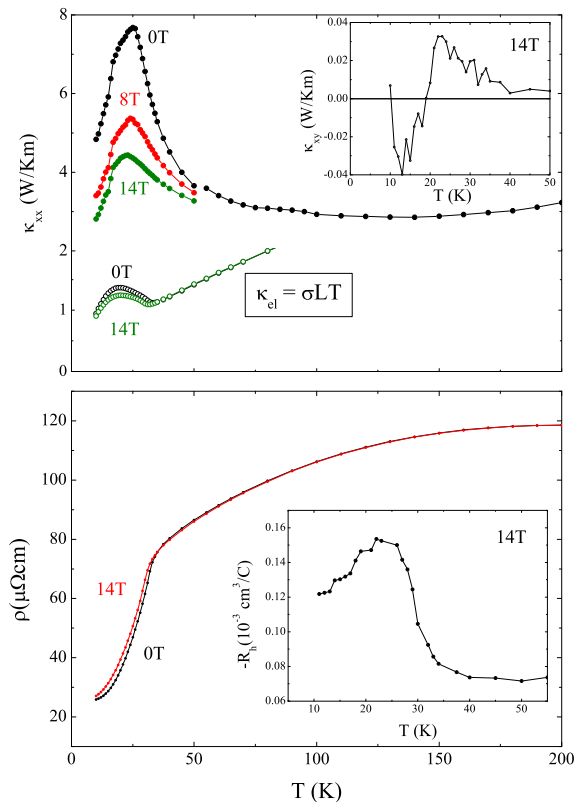 8
6
4
2
1
0
κxx (W/Km)
0T
8T
14T
0T
14T
κel = σLT
0.04
0.02
0.00
-0.02
-0.04
κxy (W/Km)
14T
0 10 20 30 40 50
T (K)
120
100
80
60
40
20
ρ(μΩcm)
14T
0T
0.16
0.14
0.12
0.10
0.08
0.06
-Rh(10-3 cm3/C)
14T
10 20 30 40 50
T (K)
0 50 100 150 200
T (K)